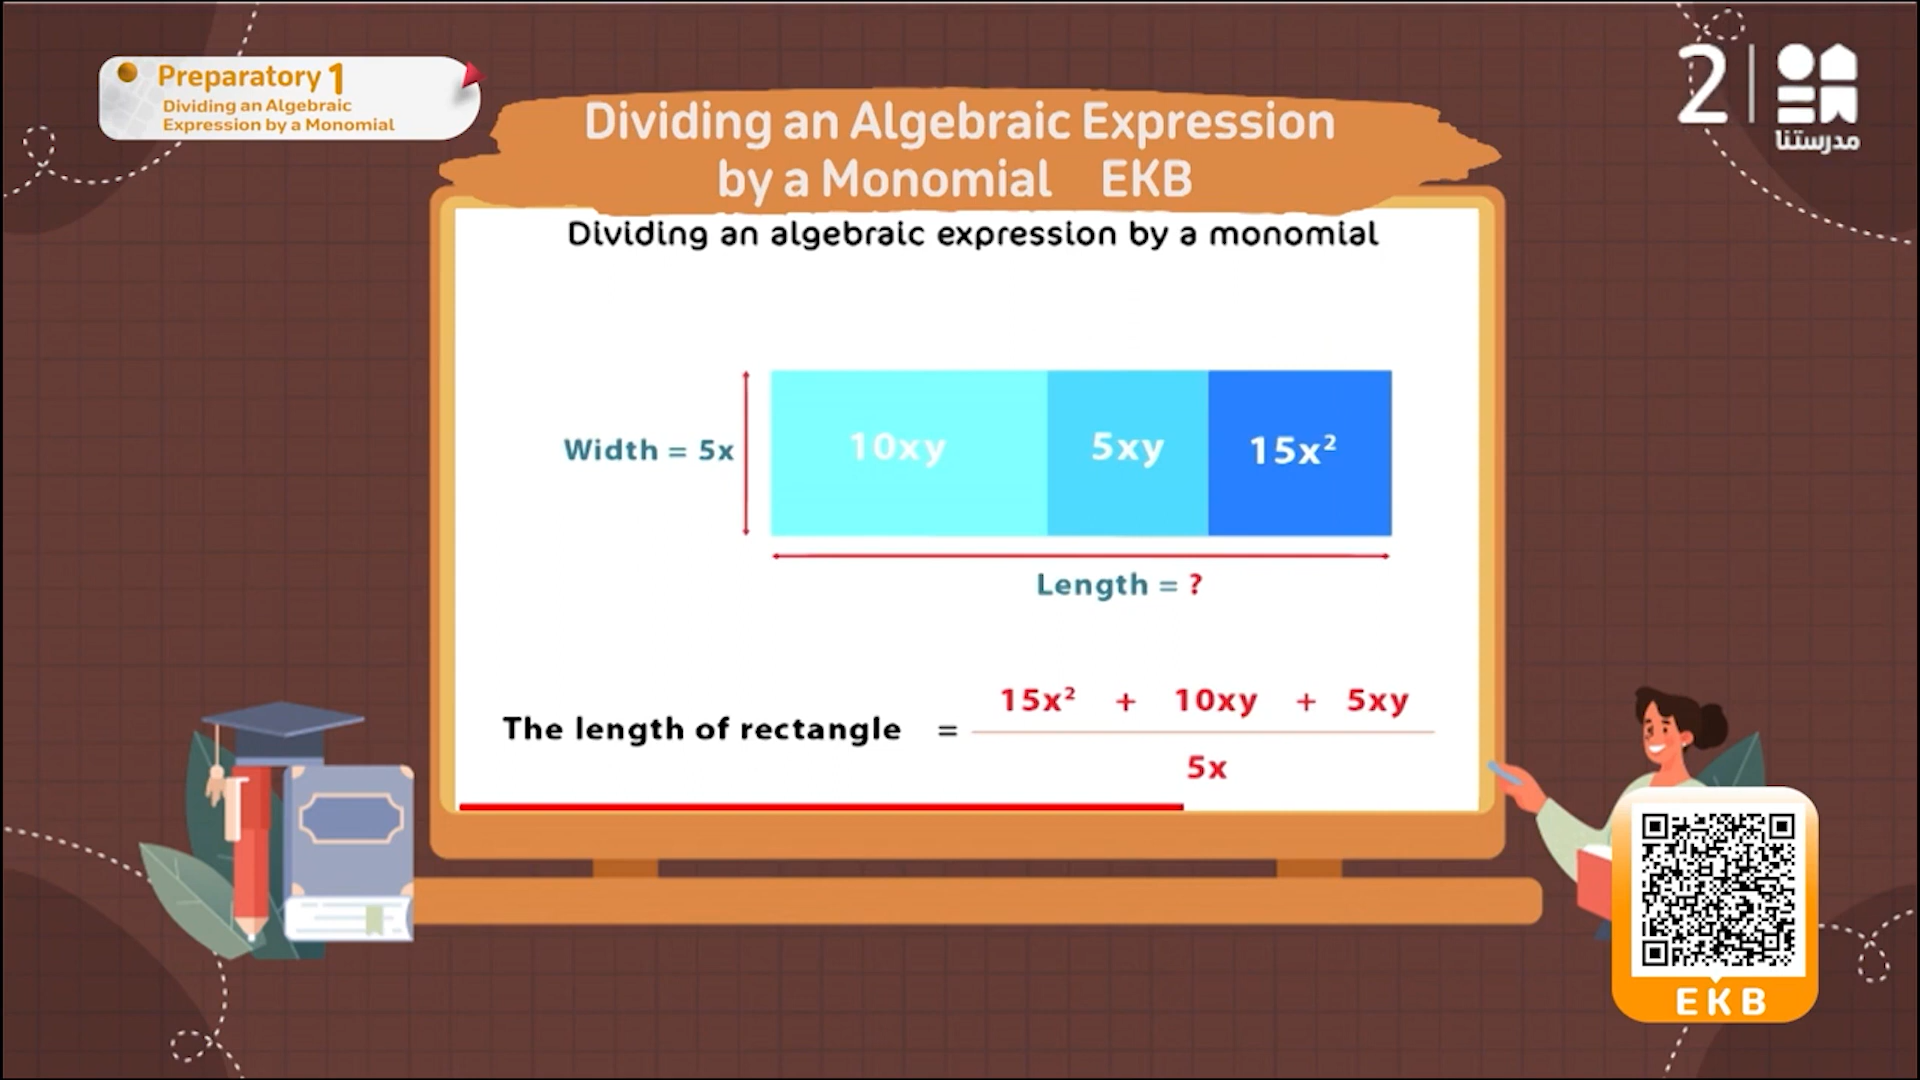 Preparatory 1
Dividing an Algebraic
Expression by a Monomial
2
مدرستنا
Dividing an Algebraic Expression
by a Monomial EKB
Dividing an algebraic expression by a monomial
Width = 5x
10xy
5xy
15x²
Length = ?
The length of rectangle =
15x² + 10xy + 5xy
5x
EKB